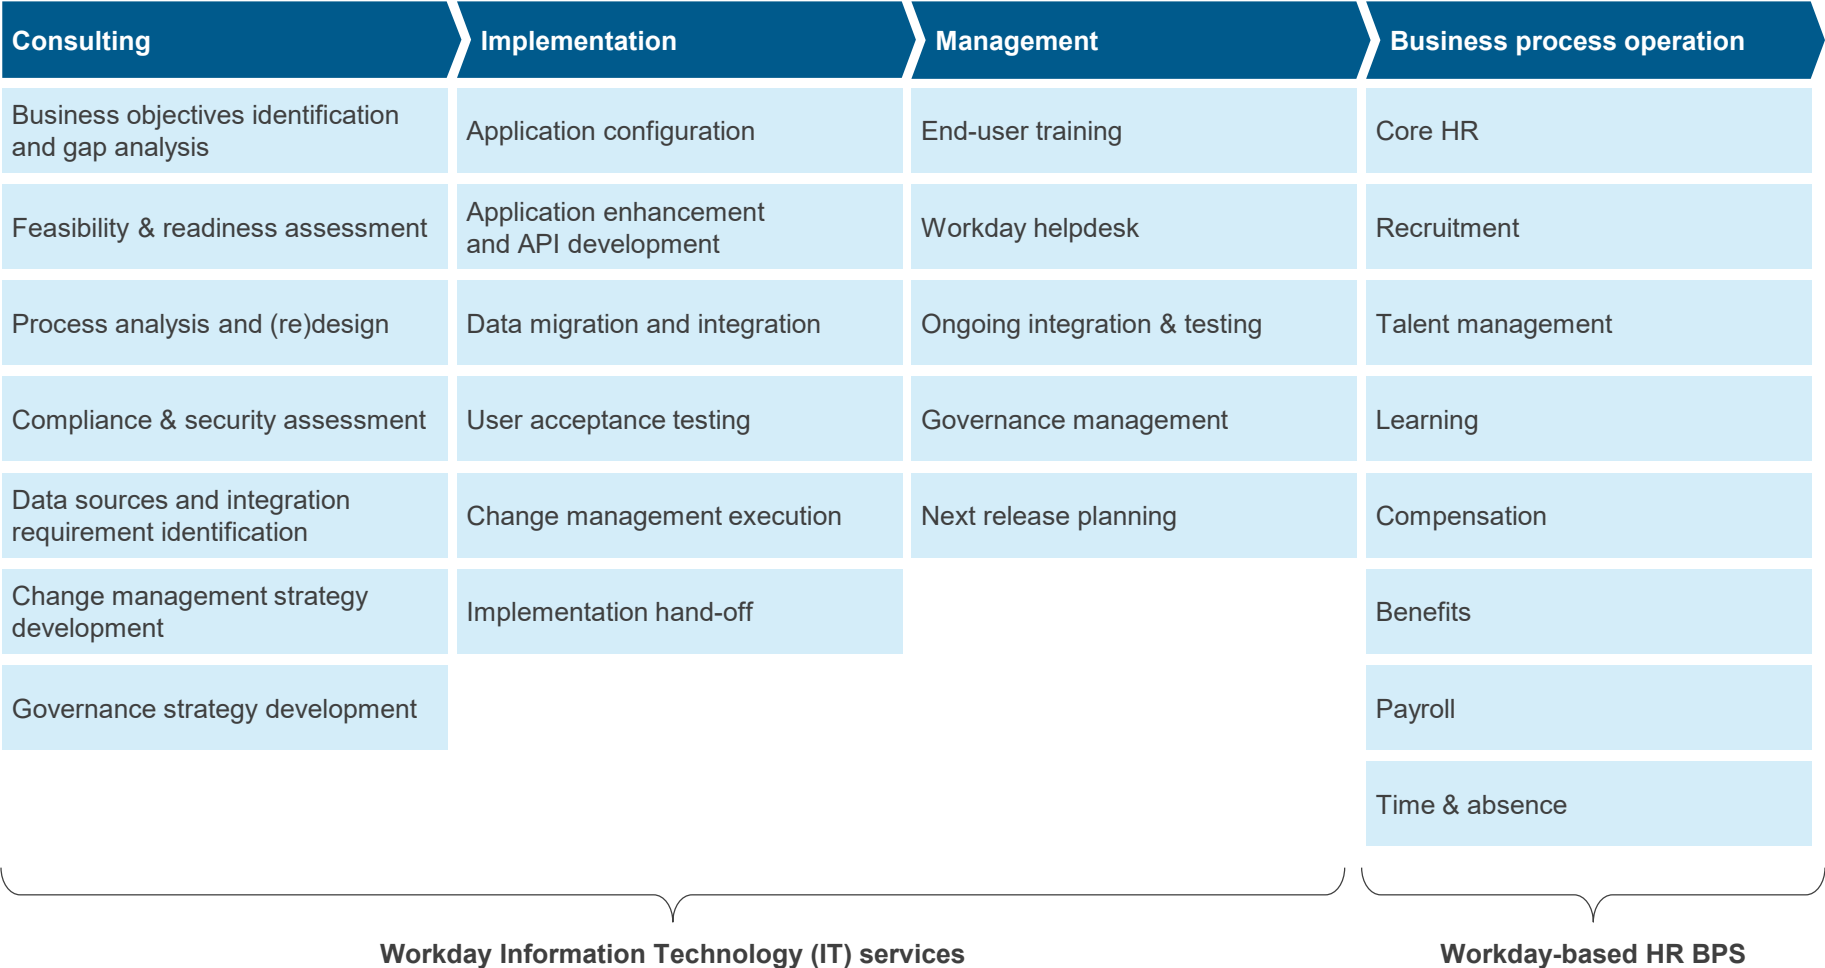 Consulting
Implementation
Management
Business process operation
Business objectives identification
and gap analysis
Application configuration
End-user training
Core HR
Feasibility & readiness assessment
Application enhancement
and API development
Workday helpdesk
Recruitment
Process analysis and (re)design
Data migration and integration
Ongoing integration & testing
Talent management
Compliance & security assessment
User acceptance testing
Governance management
Learning
Data sources and integration
requirement identification
Change management execution
Next release planning
Compensation
Change management strategy
development
Implementation hand-off
Benefits
Governance strategy development
Payroll
Time & absence
Workday Information Technology (IT) services
Workday-based HR BPS